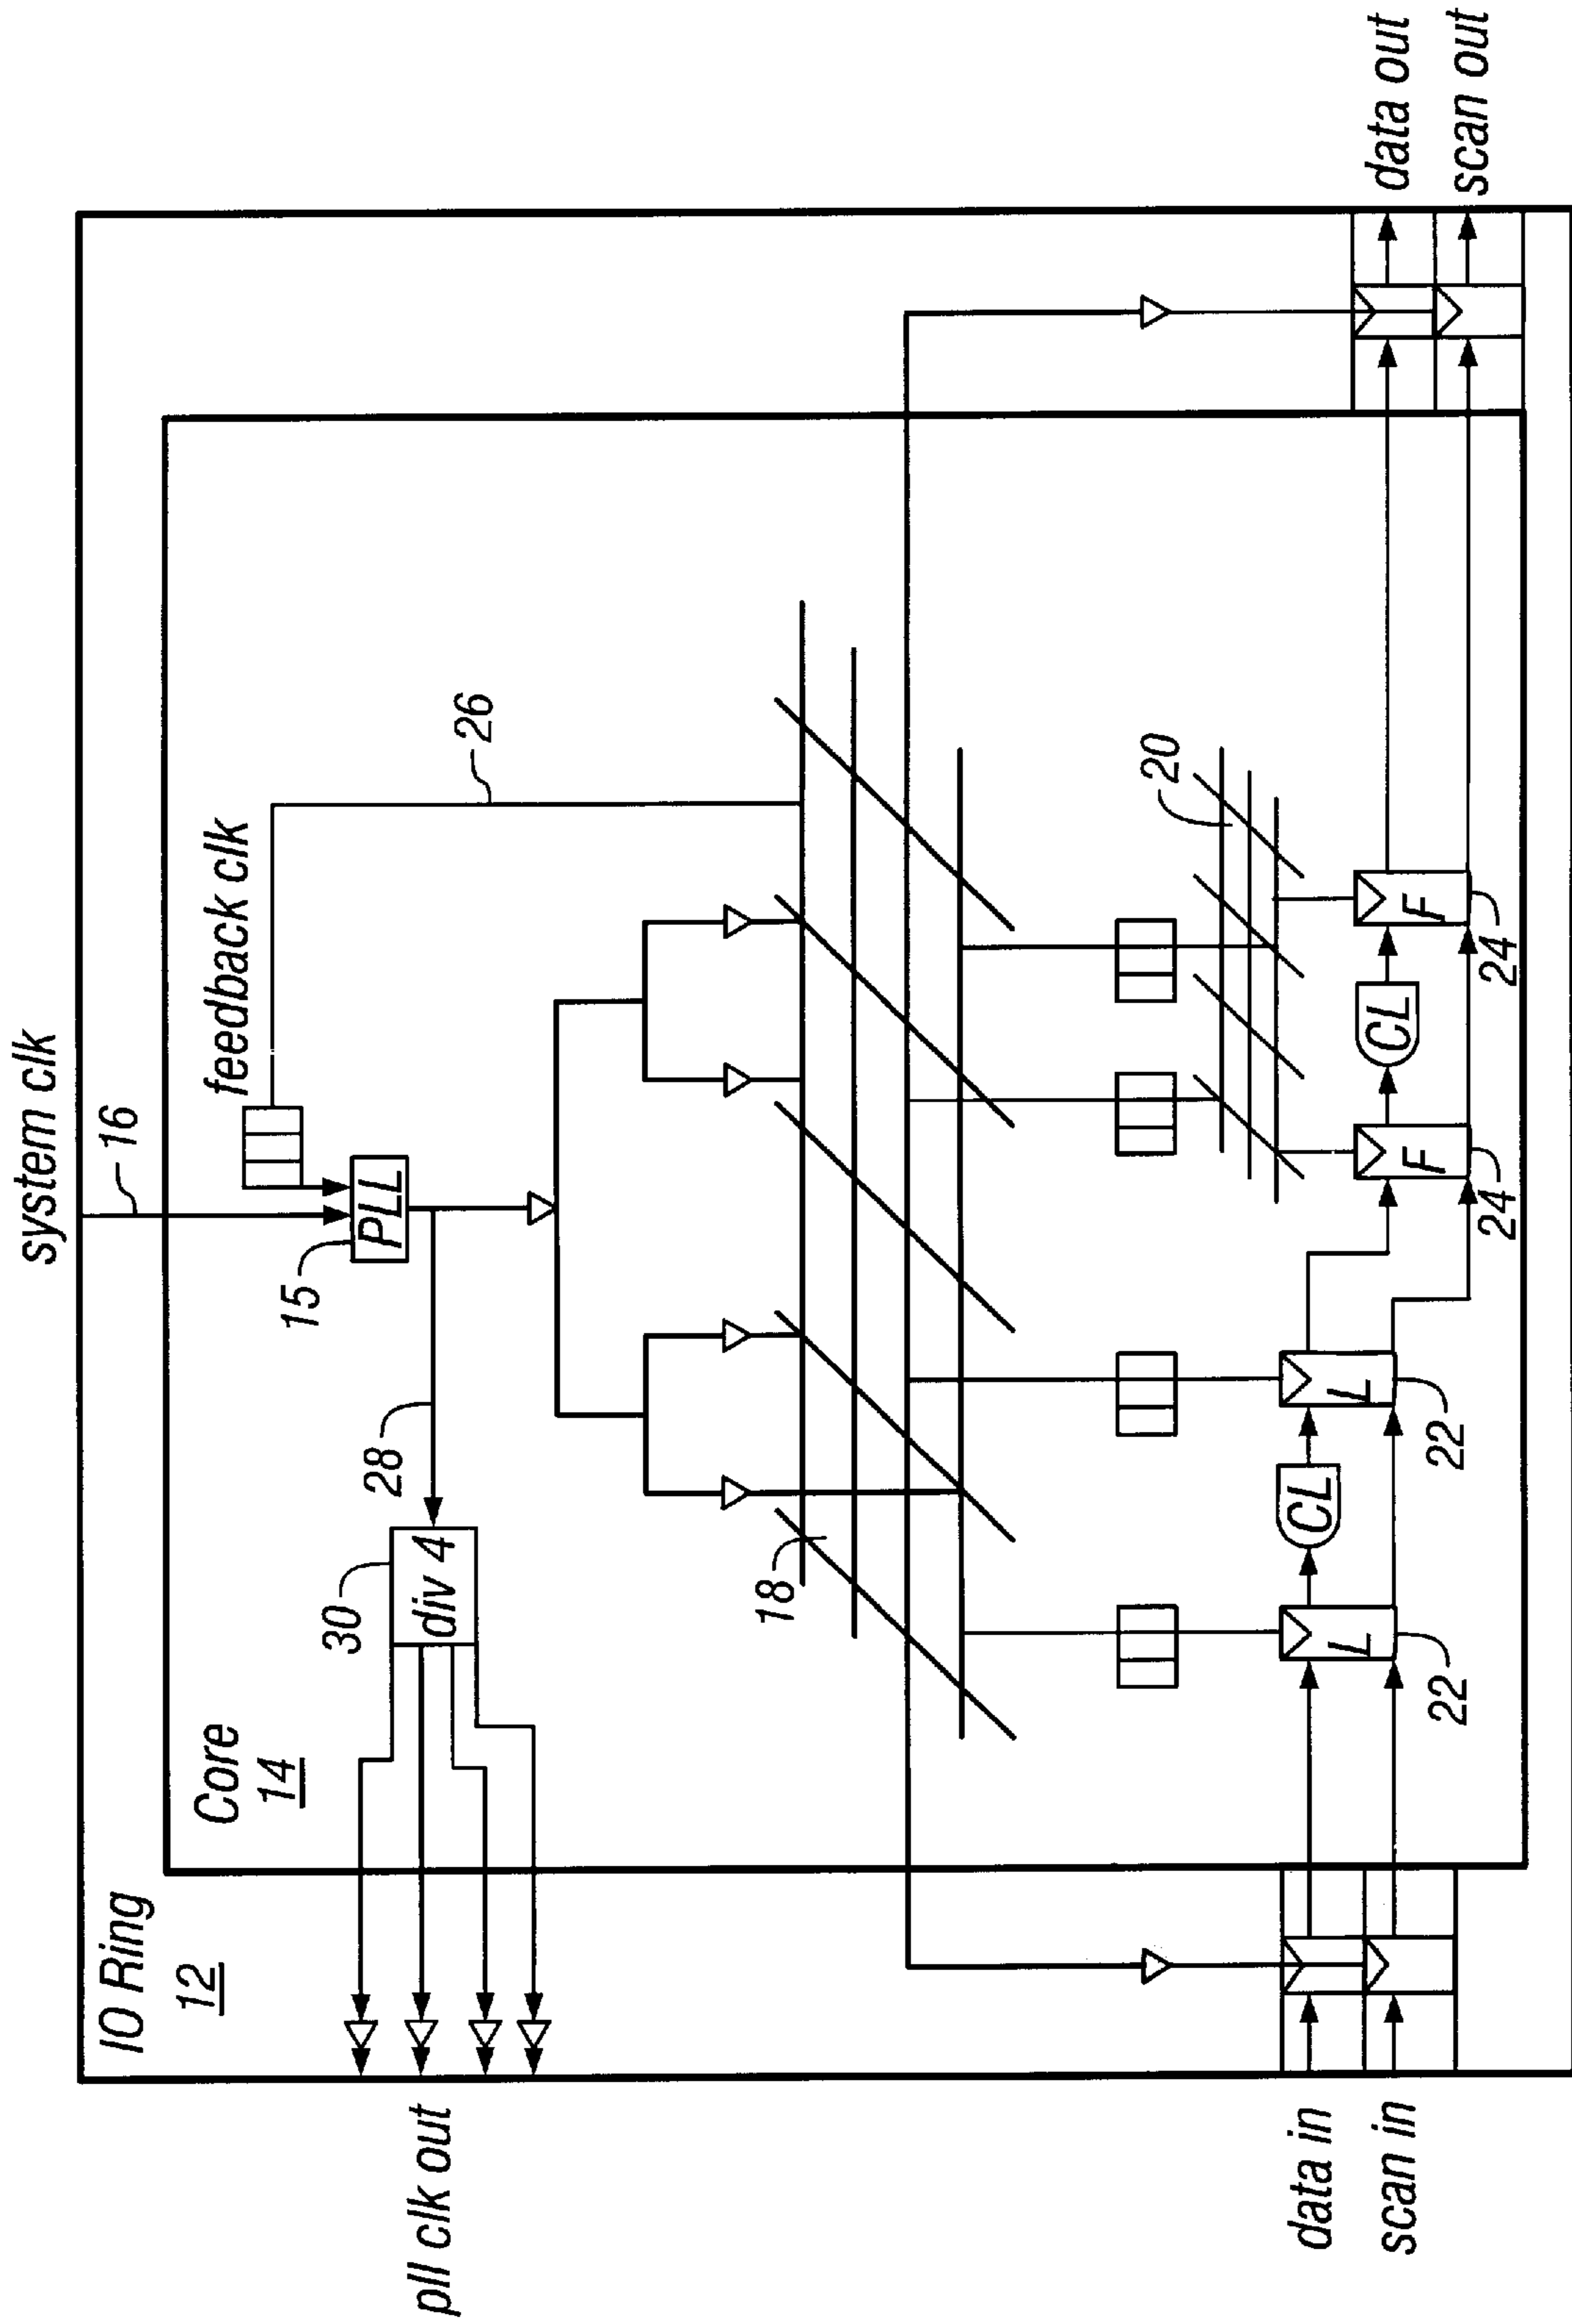 system clk
16
IO Ring
12
Core
14
feedback clk
15
PLL
26
28
30
div 4
pll clk out
18
20
CL
CL
L
L
F
F
22
22
24
24
data in
scan in
data out
scan out